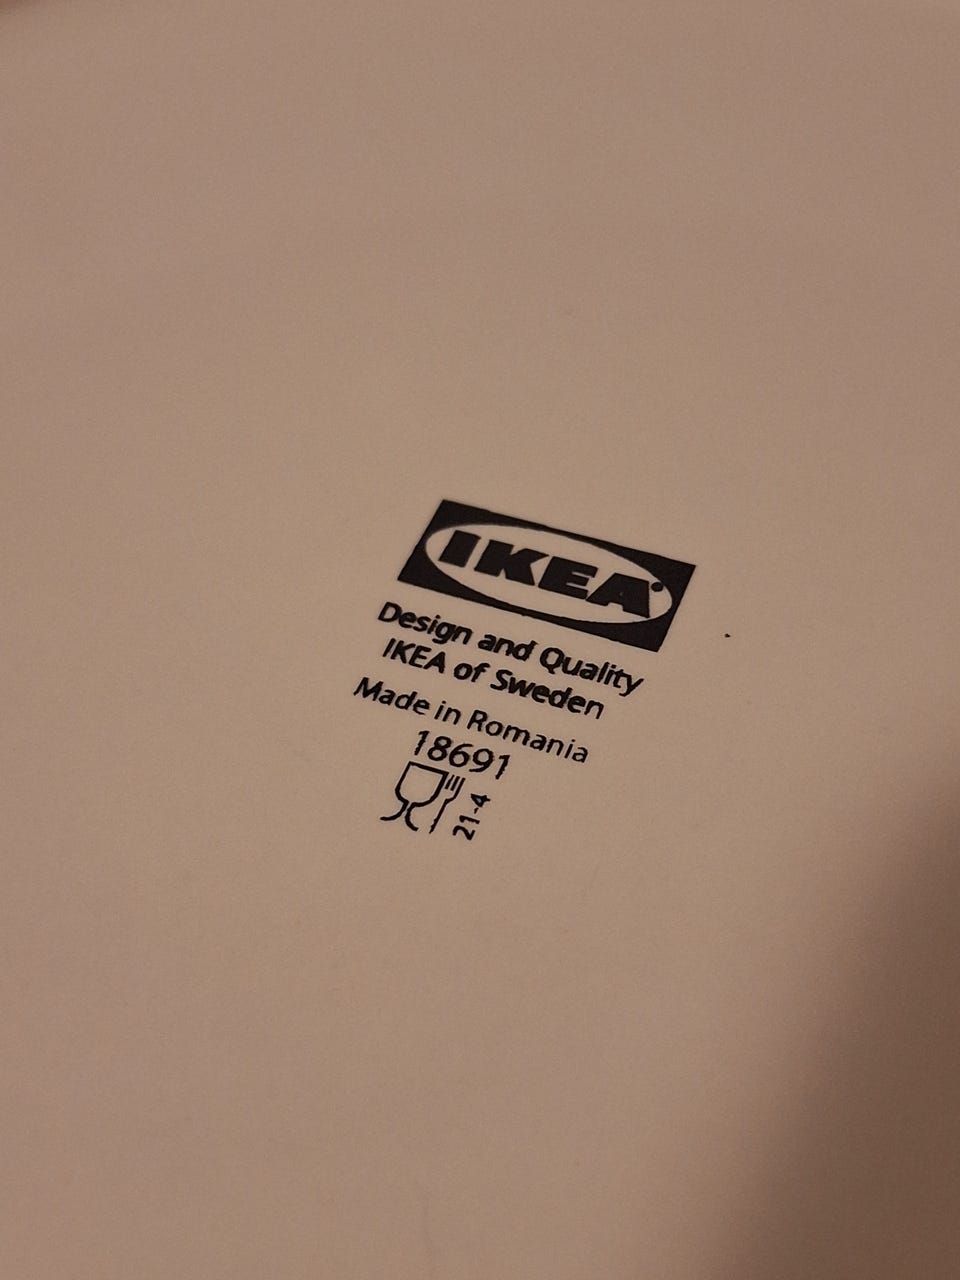 IKEA
Design and Quality
IKEA of Sweden
Made in Romania
18691
21-4